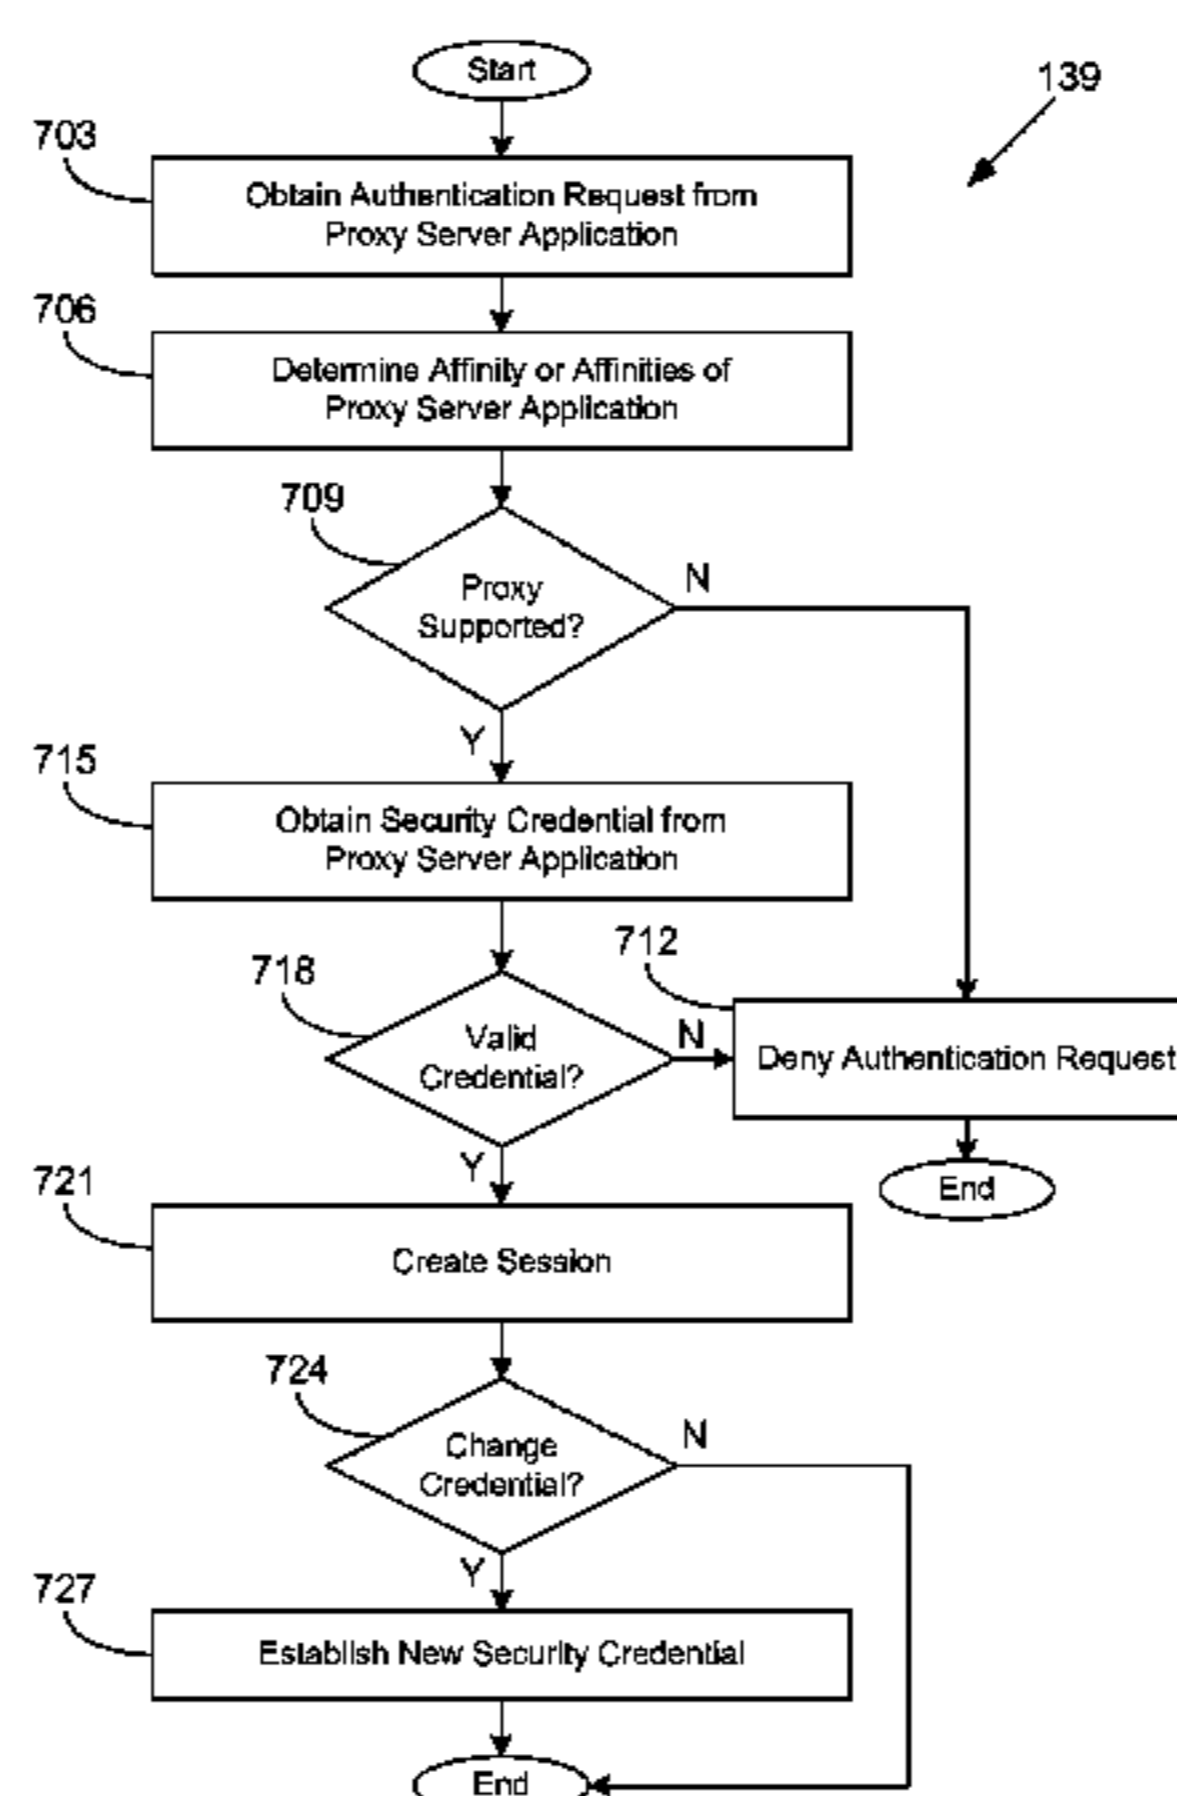 Start
139
703
Obtain Authentication Request from
Proxy Server Application
706
Determine Affinity or Affinities of
Proxy Server Application
709
Proxy
Supported?
N
Y
715
Obtain Security Credential from
Proxy Server Application
712
718
Valid
Credential?
N
Deny Authentication Request
Y
End
721
Create Session
724
Change
Credential?
N
Y
727
Establish New Security Credential
End